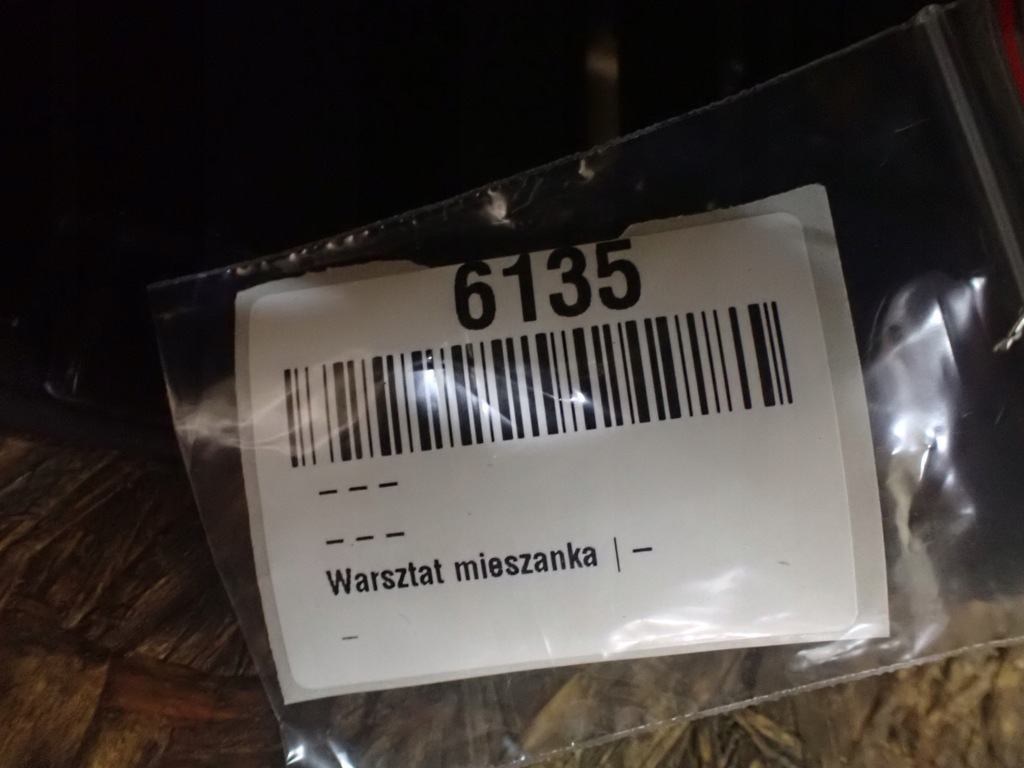 6135
– – –
– – –
Warsztat mieszanka | –
–